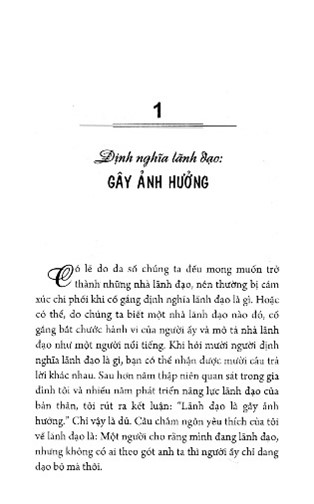 1
Định nghĩa lãnh đạo:
GÂY ẢNH HƯỞNG
Có lẽ do đa số chúng ta đều mong muốn trở
thành những nhà lãnh đạo, nên thường bị cảm
xúc chi phối khi cố gắng định nghĩa lãnh đạo là gì. Hoặc
có thể, do chúng ta biết một nhà lãnh đạo nào đó, cố
gắng bắt chước hành vi của người ấy và mô tả nhà lãnh
đạo như một người nổi tiếng. Khi hỏi mười người định
nghĩa lãnh đạo là gì, bạn có thể nhận được mười câu trả
lời khác nhau. Sau hơn năm thập niên quan sát trong gia
đình tôi và nhiều năm phát triển năng lực lãnh đạo của
bản thân, tôi rút ra kết luận: "Lãnh đạo là gây ảnh
hưởng." Chỉ vậy là đủ. Câu châm ngôn yêu thích của tôi
về lãnh đạo là: Một người cho rằng mình đang lãnh đạo,
nhưng không có ai theo gót anh ta thì người ấy chỉ đang
dạo bộ mà thôi.